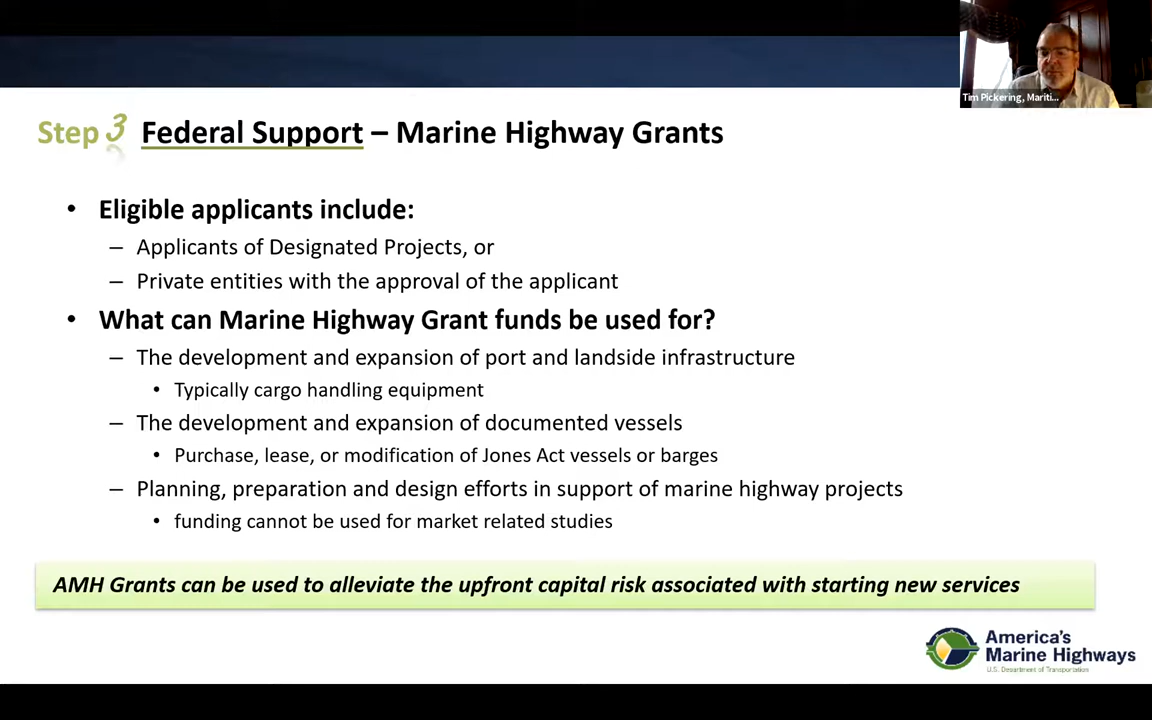 Tim Pickering, Mariti...
Step 3 Federal Support – Marine Highway Grants
• Eligible applicants include:
– Applicants of Designated Projects, or
– Private entities with the approval of the applicant
• What can Marine Highway Grant funds be used for?
– The development and expansion of port and landside infrastructure
• Typically cargo handling equipment
– The development and expansion of documented vessels
• Purchase, lease, or modification of Jones Act vessels or barges
– Planning, preparation and design efforts in support of marine highway projects
• funding cannot be used for market related studies
AMH Grants can be used to alleviate the upfront capital risk associated with starting new services
America's
Marine Highways
U.S. Department of Transportation